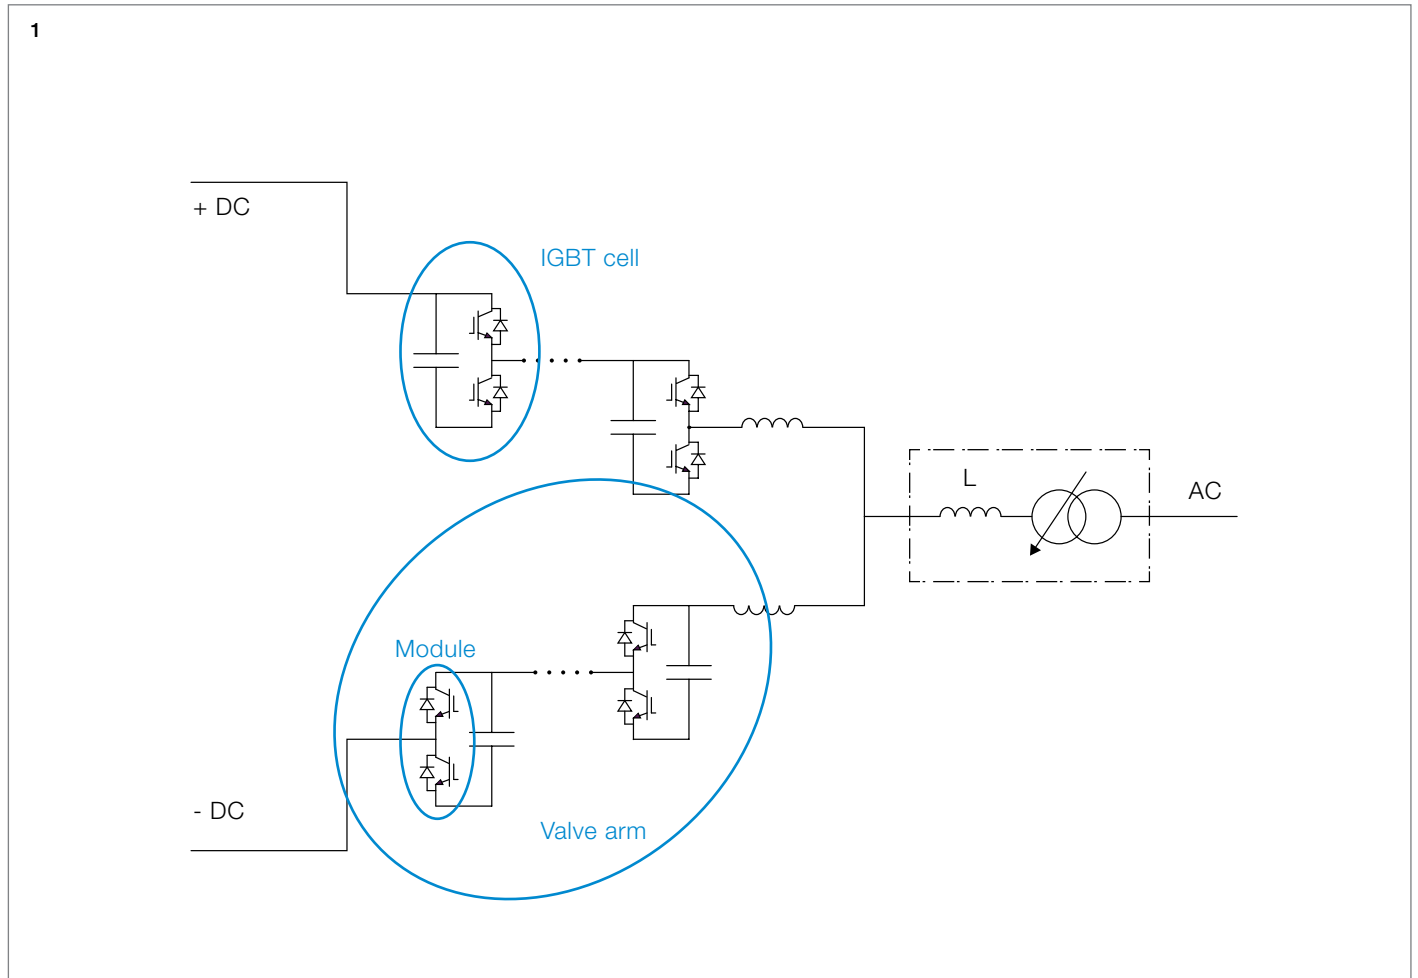 1
+ DC
IGBT cell
L
AC
Module
- DC
Valve arm